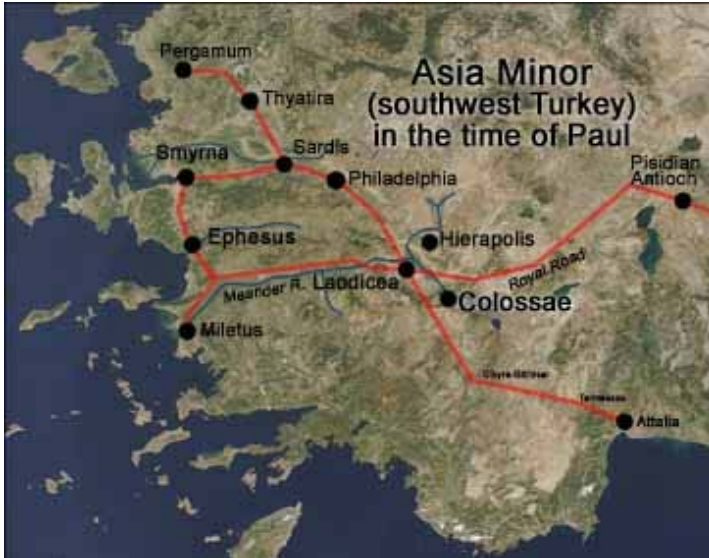 Asia Minor
(southwest Turkey)
in the time of Paul
Pergamum
Thyatira
Sardis
Smyrna
Philadelphia
Pisidian
Antioch
Ephesus
Hierapolis
Royal Road
Meander R.
Laodicea
Colossae
Miletus
Attalia